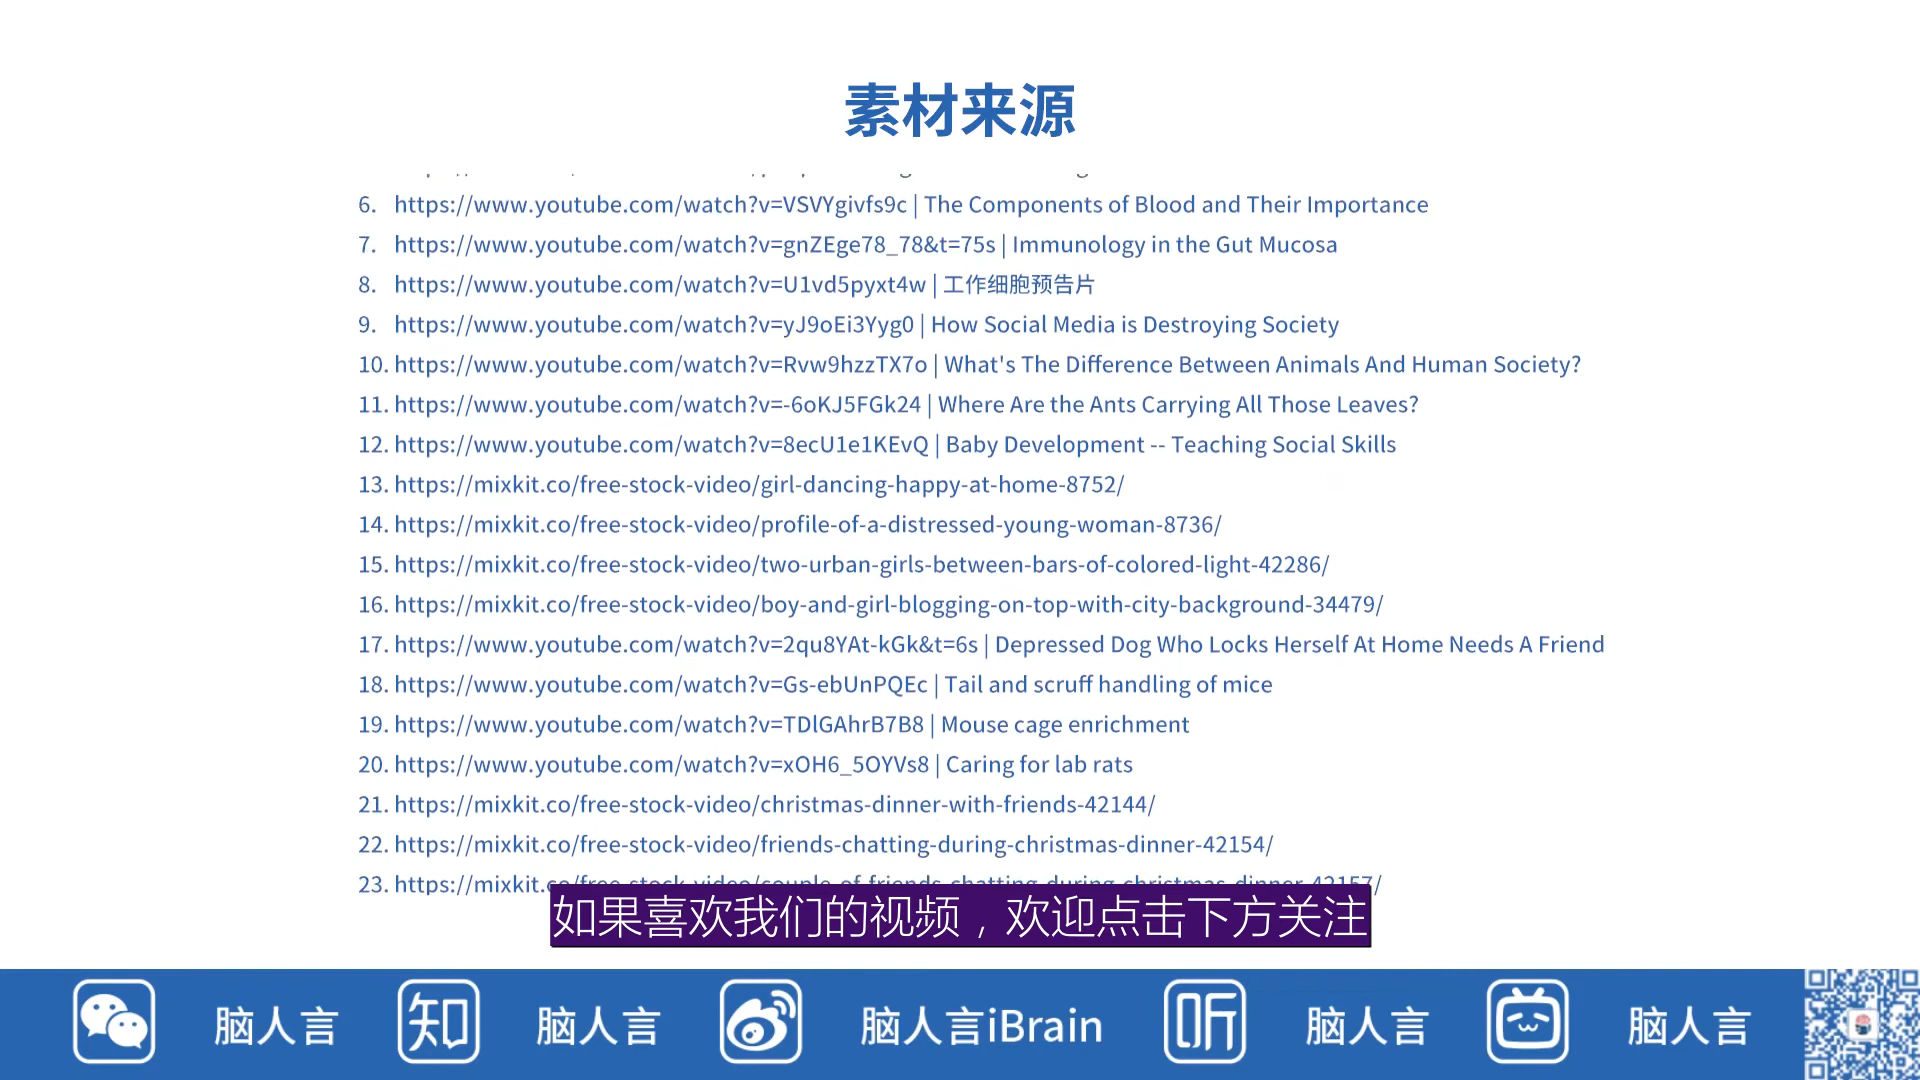 素材来源
6. https://www.youtube.com/watch?v=VSVYgivfs9c | The Components of Blood and Their Importance
7. https://www.youtube.com/watch?v=gnZEge78_78&t=75s | Immunology in the Gut Mucosa
8. https://www.youtube.com/watch?v=U1vd5pyxt4w | 工作细胞预告片
9. https://www.youtube.com/watch?v=yJ9oEi3Yyg0 | How Social Media is Destroying Society
10. https://www.youtube.com/watch?v=Rvw9hzzTX7o | What's The Difference Between Animals And Human Society?
11. https://www.youtube.com/watch?v=-6oKJ5FGk24 | Where Are the Ants Carrying All Those Leaves?
12. https://www.youtube.com/watch?v=8ecU1e1KEvQ | Baby Development -- Teaching Social Skills
13. https://mixkit.co/free-stock-video/girl-dancing-happy-at-home-8752/
14. https://mixkit.co/free-stock-video/profile-of-a-distressed-young-woman-8736/
15. https://mixkit.co/free-stock-video/two-urban-girls-between-bars-of-colored-light-42286/
16. https://mixkit.co/free-stock-video/boy-and-girl-blogging-on-top-with-city-background-34479/
17. https://www.youtube.com/watch?v=2qu8YAt-kGk&t=6s | Depressed Dog Who Locks Herself At Home Needs A Friend
18. https://www.youtube.com/watch?v=Gs-ebUnPQEc | Tail and scruff handling of mice
19. https://www.youtube.com/watch?v=TDlGAhrB7B8 | Mouse cage enrichment
20. https://www.youtube.com/watch?v=xOH6_5OYVs8 | Caring for lab rats
21. https://mixkit.co/free-stock-video/christmas-dinner-with-friends-42144/
22. https://mixkit.co/free-stock-video/friends-chatting-during-christmas-dinner-42154/
23. https://mixkit.co/free-stock-video/couple-of-friends-chatting-during-christmas-dinner-42157/
如果喜欢我们的视频，欢迎点击下方关注
脑人言 知 脑人言 脑人言iBrain 听 脑人言 脑人言